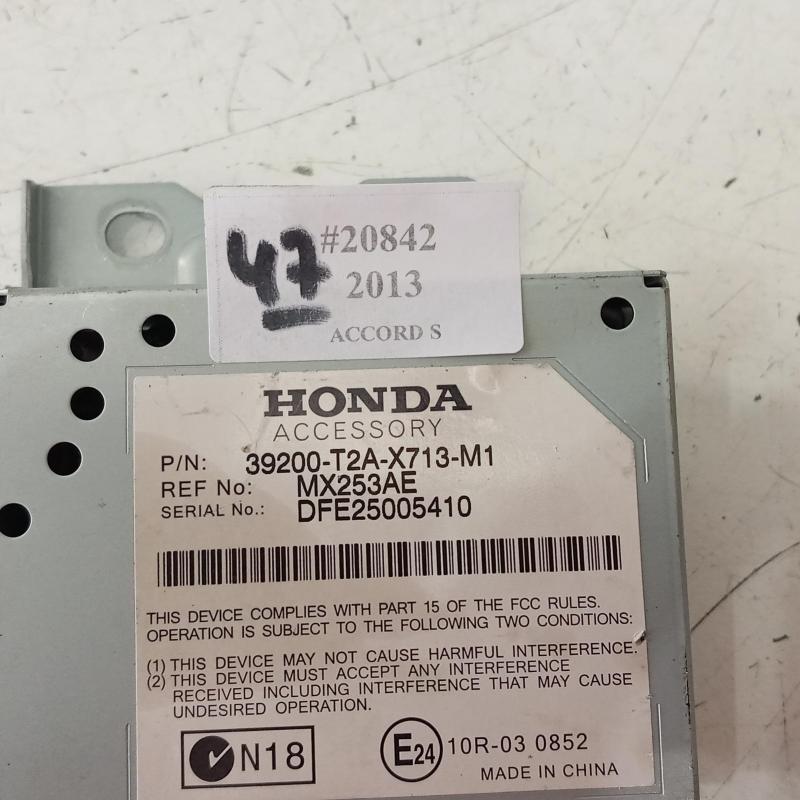 47
#20842
2013
ACCORD S
HONDA
ACCESSORY
P/N: 39200-T2A-X713-M1
REF No: MX253AE
SERIAL No.: DFE25005410
THIS DEVICE COMPLIES WITH PART 15 OF THE FCC RULES.
OPERATION IS SUBJECT TO THE FOLLOWING TWO CONDITIONS:
(1) THIS DEVICE MAY NOT CAUSE HARMFUL INTERFERENCE.
(2) THIS DEVICE MUST ACCEPT ANY INTERFERENCE
RECEIVED INCLUDING INTERFERENCE THAT MAY CAUSE
UNDESIRED OPERATION.
N18
E24 10R-03 0852
MADE IN CHINA